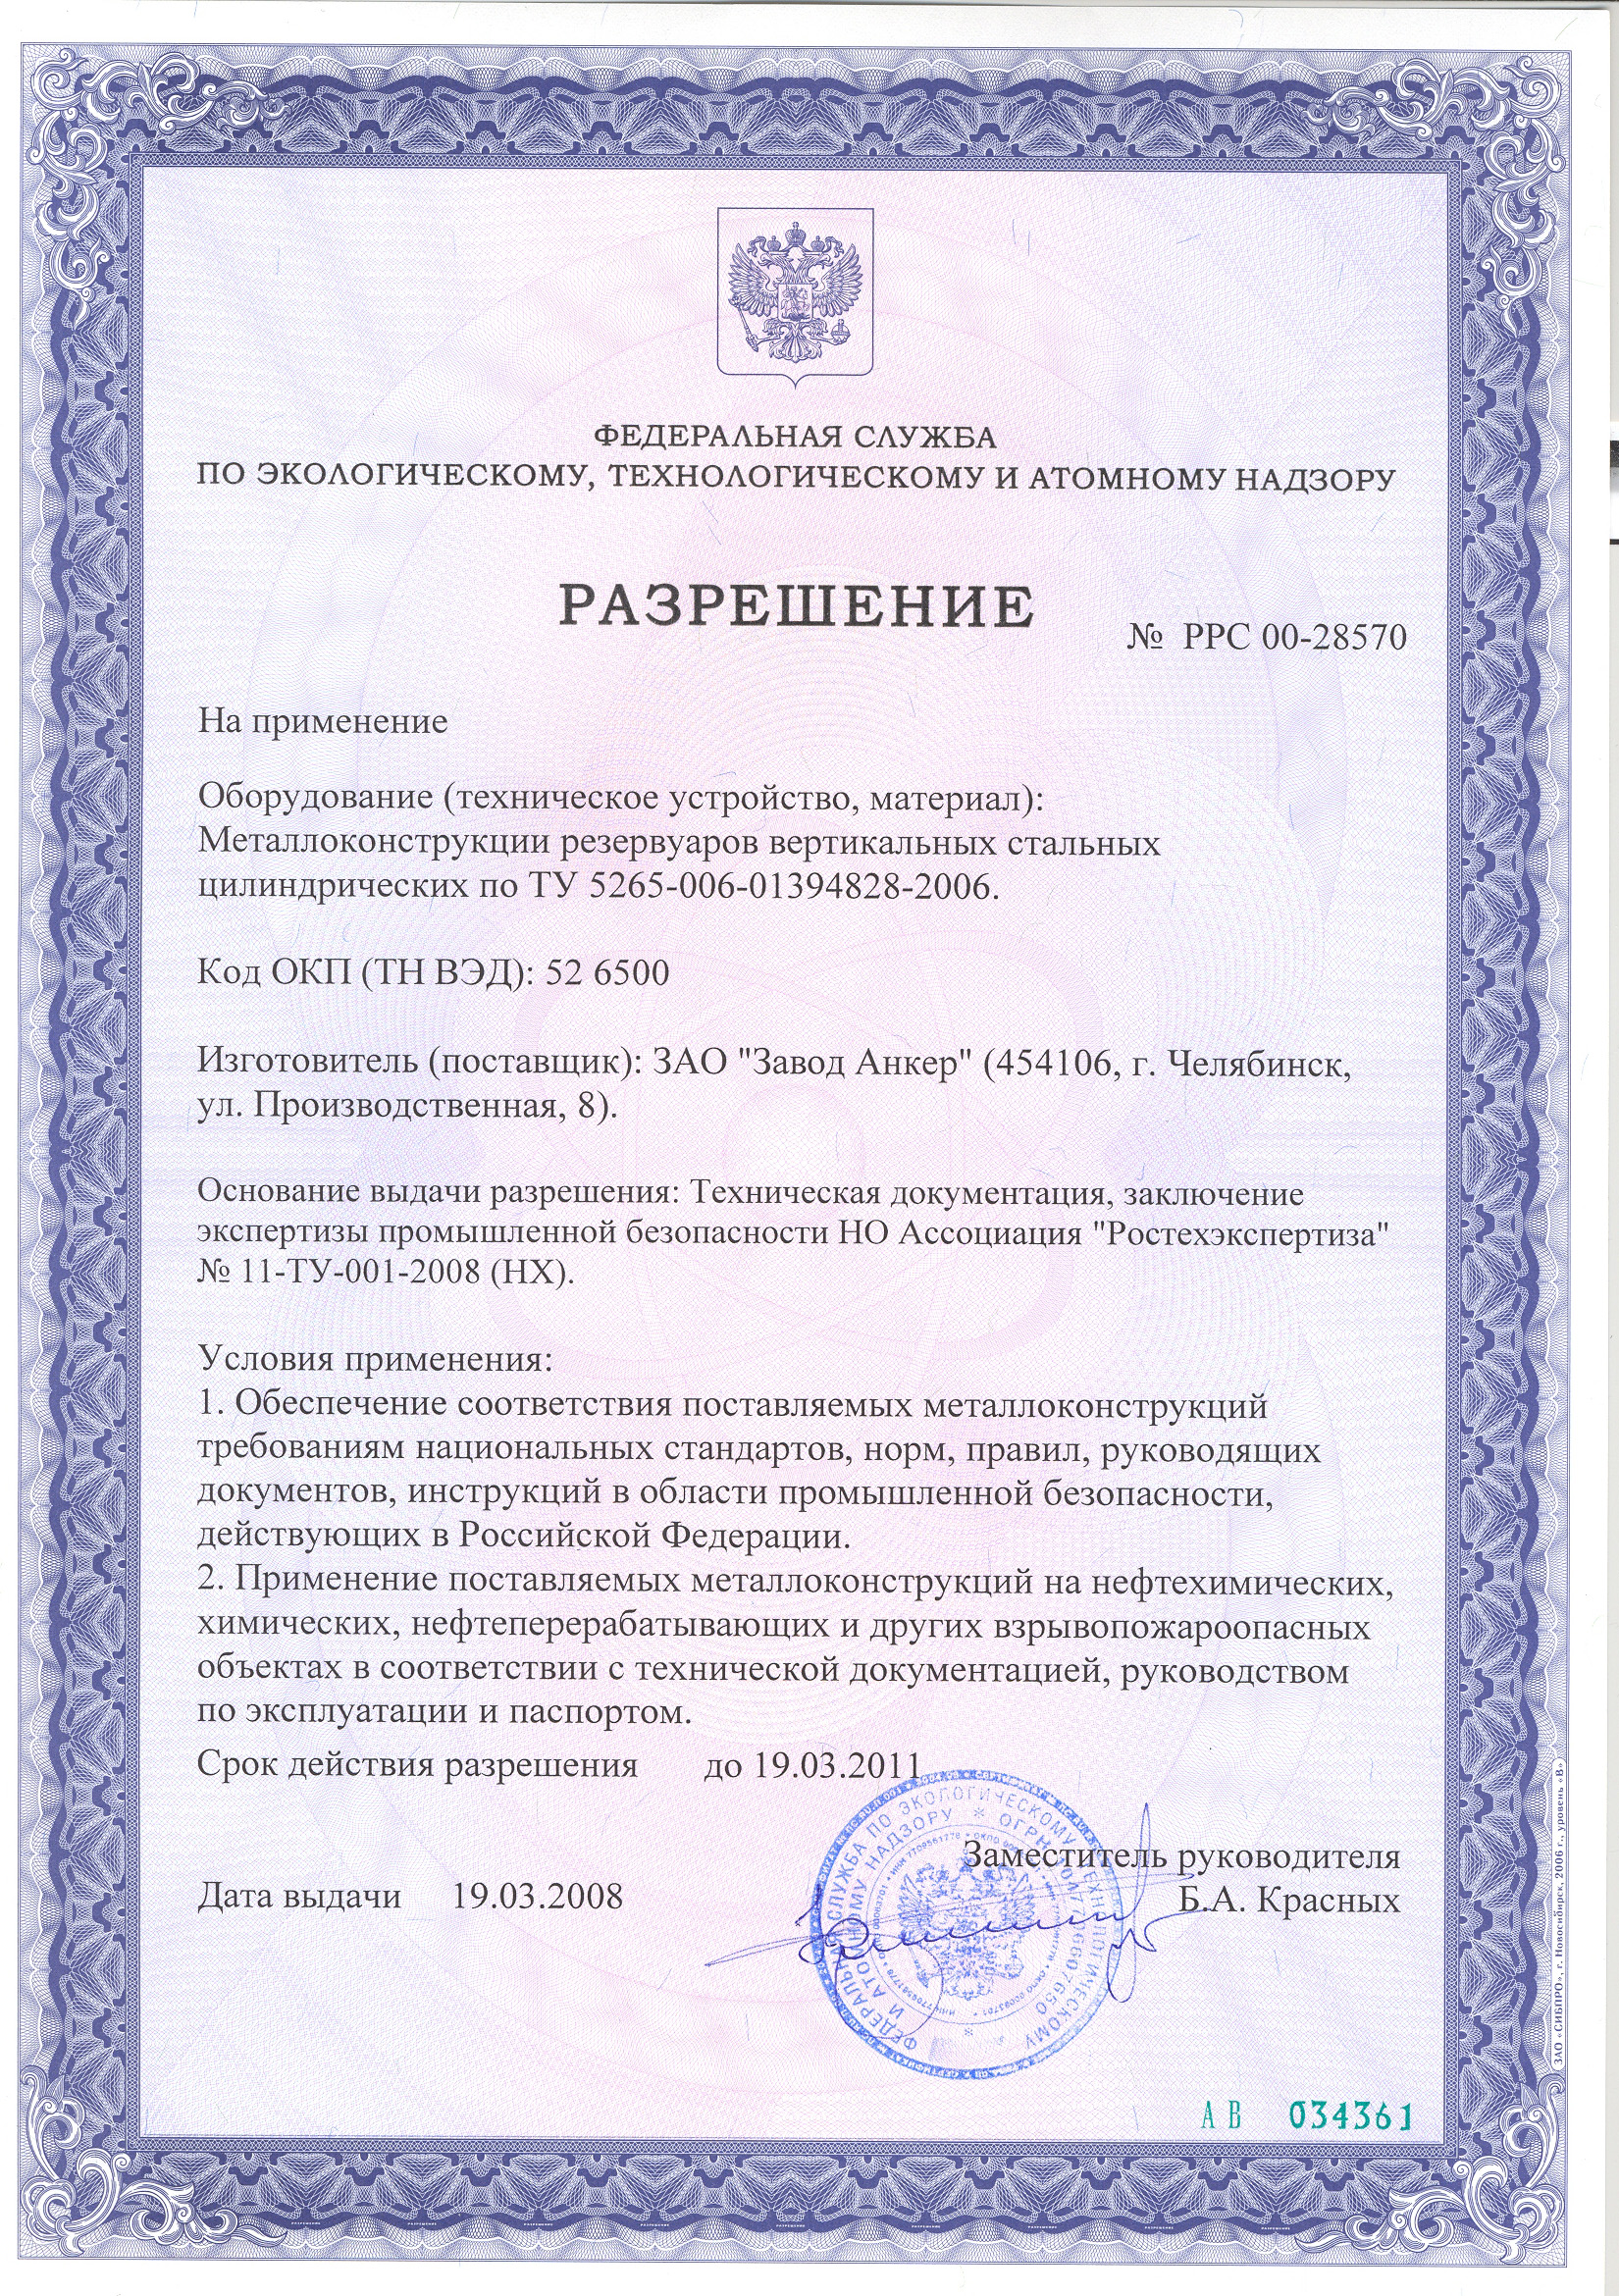 ФЕДЕРАЛЬНАЯ СЛУЖБА
ПО ЭКОЛОГИЧЕСКОМУ, ТЕХНОЛОГИЧЕСКОМУ И АТОМНОМУ НАДЗОРУ
РАЗРЕШЕНИЕ
№ РРС 00-28570
На применение
Оборудование (техническое устройство, материал):
Металлоконструкции резервуаров вертикальных стальных
цилиндрических по ТУ 5265-006-01394828-2006.
Код ОКП (ТН ВЭД): 52 6500
Изготовитель (поставщик): ЗАО "Завод Анкер" (454106, г. Челябинск,
ул. Производственная, 8).
Основание выдачи разрешения: Техническая документация, заключение
экспертизы промышленной безопасности НО Ассоциация "Ростехэкспертиза"
№ 11-ТУ-001-2008 (НХ).
Условия применения:
1. Обеспечение соответствия поставляемых металлоконструкций
требованиям национальных стандартов, норм, правил, руководящих
документов, инструкций в области промышленной безопасности,
действующих в Российской Федерации.
2. Применение поставляемых металлоконструкций на нефтехимических,
химических, нефтеперерабатывающих и других взрывопожароопасных
объектах в соответствии с технической документацией, руководством
по эксплуатации и паспортом.
Срок действия разрешения до 19.03.2011
Заместитель руководителя
Дата выдачи 19.03.2008 Б.А. Красных
ФЕДЕРАЛЬНАЯ СЛУЖБА ПО ЭКОЛОГИЧЕСКОМУ, ТЕХНОЛОГИЧЕСКОМУ
И АТОМНОМУ НАДЗОРУ * ОГРН
АВ 034361
ЗАО «СИБПРО», г. Новосибирск, 2006 г., уровень «В»